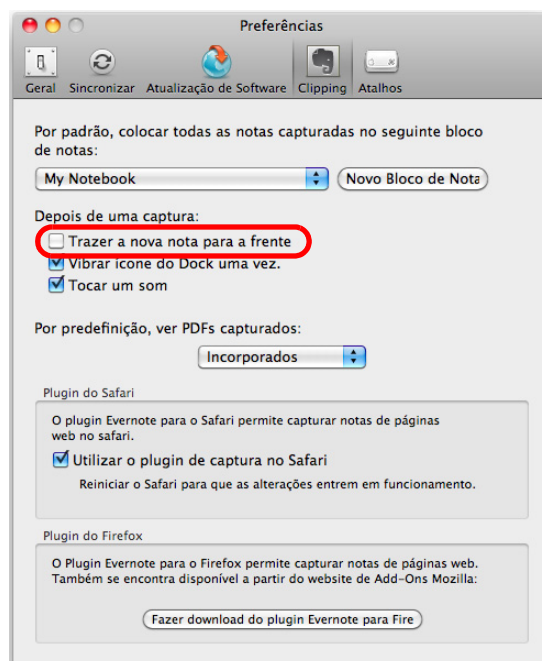 Preferências
Geral Sincronizar Atualização de Software Clipping Atalhos
Por padrão, colocar todas as notas capturadas no seguinte bloco
de notas:
My Notebook Novo Bloco de Nota
Depois de uma captura:
Trazer a nova nota para a frente
Vibrar ícone do Dock uma vez.
Tocar um som
Por predefinição, ver PDFs capturados:
Incorporados
Plugin do Safari
O plugin Evernote para o Safari permite capturar notas de páginas
web no safari.
Utilizar o plugin de captura no Safari
Reiniciar o Safari para que as alterações entrem em funcionamento.
Plugin do Firefox
O Plugin Evernote para o Firefox permite capturar notas de páginas web.
Também se encontra disponível a partir do website de Add-Ons Mozilla:
Fazer download do plugin Evernote para Fire